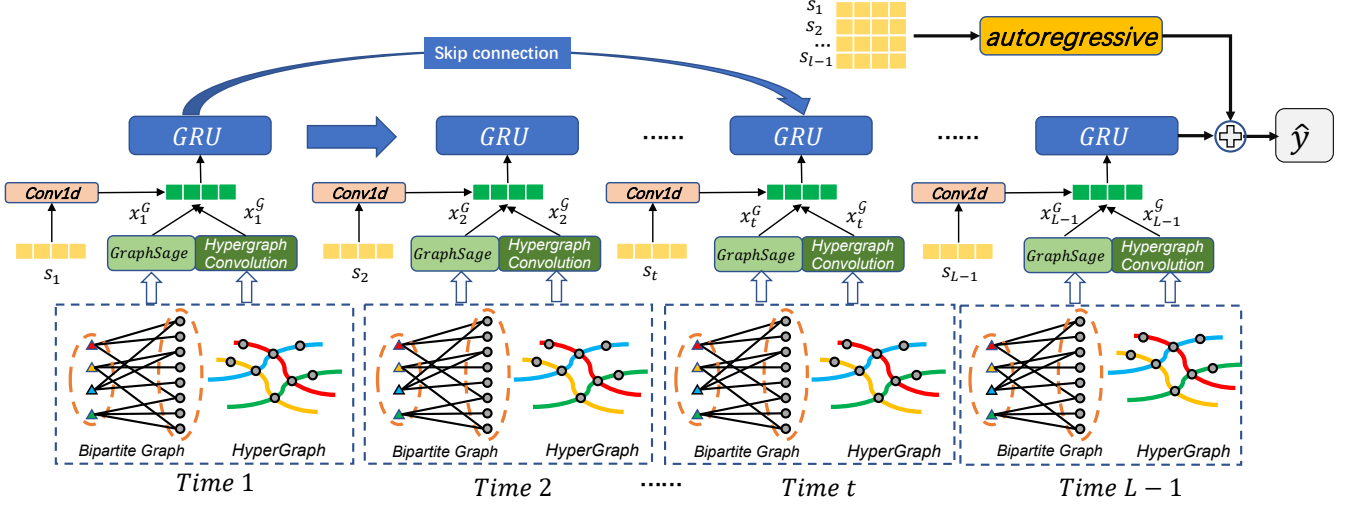 s_1
s_2
...
s_{l-1}
autoregressive
Skip connection
GRU
GRU
......
GRU
......
GRU
ŷ
Conv1d
Conv1d
Conv1d
Conv1d
x_1^G x_1^𝒢
x_2^G x_2^𝒢
x_t^G x_t^𝒢
x_{L-1}^G x_{L-1}^𝒢
s_1
GraphSage
Hypergraph
Convolution
s_2
GraphSage
Hypergraph
Convolution
s_t
GraphSage
Hypergraph
Convolution
s_{L-1}
GraphSage
Hypergraph
Convolution
Bipartite Graph HyperGraph
Bipartite Graph HyperGraph
Bipartite Graph HyperGraph
Bipartite Graph HyperGraph
Time 1
Time 2
......
Time t
Time L − 1